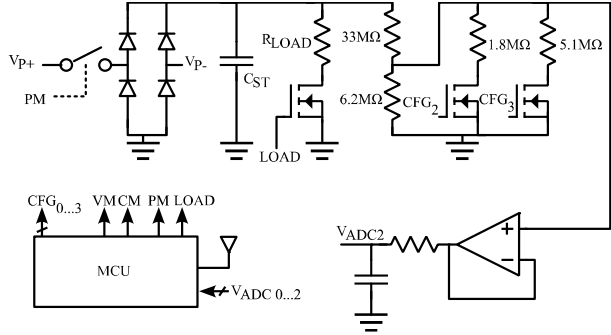 V_P+
PM
V_P-
C_ST
R_LOAD
LOAD
33MΩ
6.2MΩ
CFG_2
1.8MΩ
CFG_3
5.1MΩ
CFG_0...3
VM CM PM LOAD
MCU
V_ADC 0...2
V_ADC2
+
-